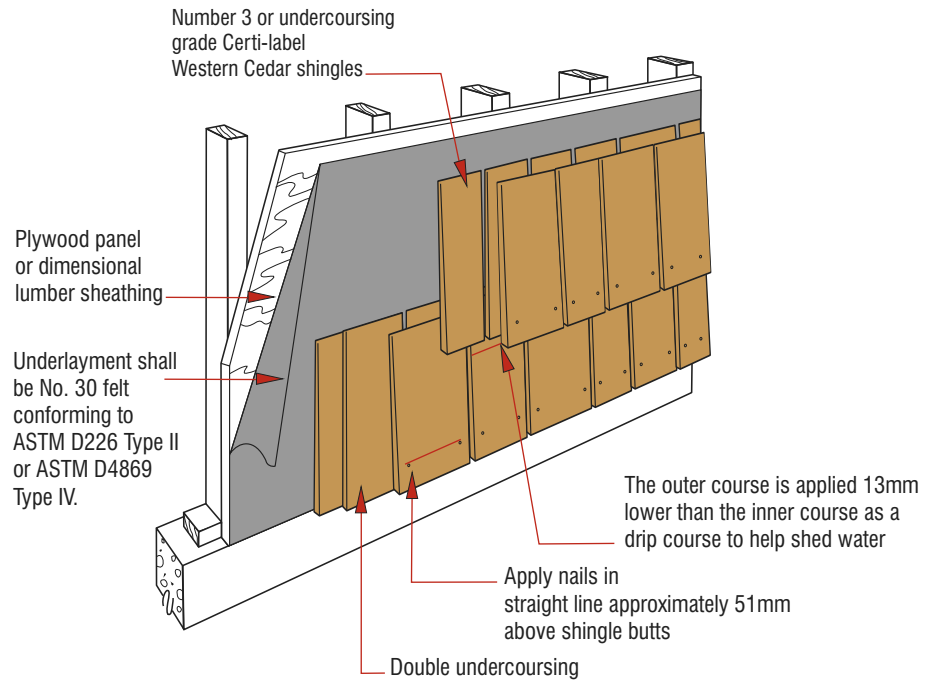 Number 3 or undercoursing
grade Certi-label
Western Cedar shingles
Plywood panel
or dimensional
lumber sheathing
Underlayment shall
be No. 30 felt
conforming to
ASTM D226 Type II
or ASTM D4869
Type IV.
The outer course is applied 13mm
lower than the inner course as a
drip course to help shed water
Apply nails in
straight line approximately 51mm
above shingle butts
Double undercoursing